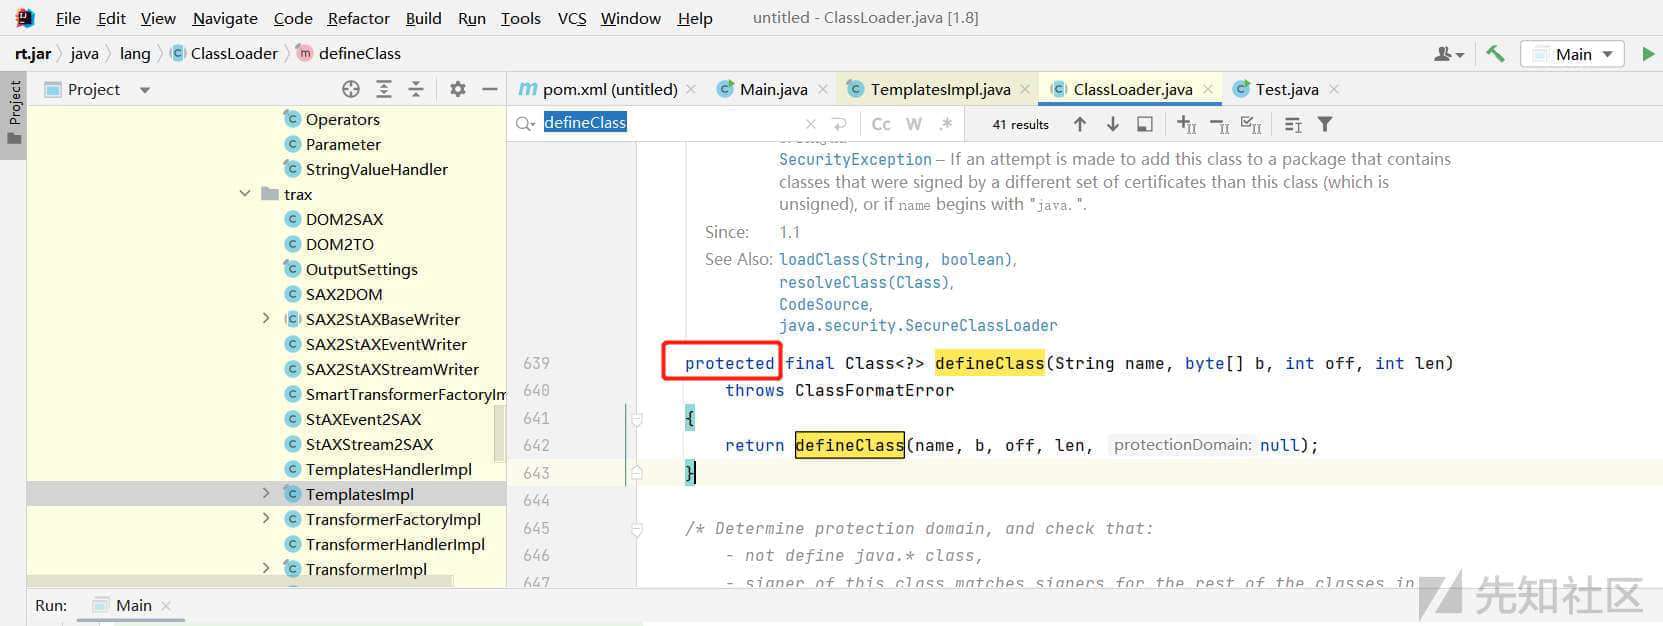 File Edit View Navigate Code Refactor Build Run Tools VCS Window Help untitled - ClassLoader.java [1.8]
rt.jar java lang ClassLoader defineClass Main
Project
Project pom.xml (untitled) Main.java TemplatesImpl.java ClassLoader.java Test.java
defineClass Cc W .* 41 results
Operators
Parameter
StringValueHandler
trax
DOM2SAX
DOM2TO
OutputSettings
SAX2DOM
SAX2StAXBaseWriter
SAX2StAXEventWriter
SAX2StAXStreamWriter
SmartTransformerFactoryIm
StAXEvent2SAX
StAXStream2SAX
TemplatesHandlerImpl
TemplatesImpl
TransformerFactoryImpl
TransformerHandlerImpl
TransformerImpl
SecurityException – If an attempt is made to add this class to a package that contains
classes that were signed by a different set of certificates than this class (which is
unsigned), or if name begins with "java.".
Since: 1.1
See Also: loadClass(String, boolean),
resolveClass(Class),
CodeSource,
java.security.SecureClassLoader
639 protected final Class<?> defineClass(String name, byte[] b, int off, int len)
640 throws ClassFormatError
641 {
642 return defineClass(name, b, off, len, protectionDomain: null);
643 }
644
645 /* Determine protection domain, and check that:
646 - not define java.* class,
647 - signer of this class matches signers for the rest of the classes in
Run: Main
先知社区